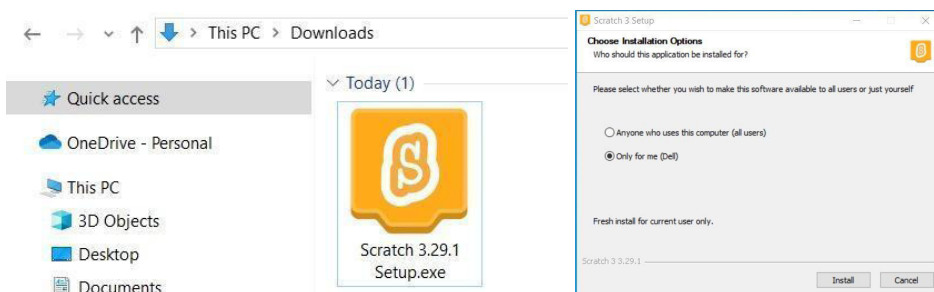 This PC > Downloads
Quick access
OneDrive - Personal
This PC
3D Objects
Desktop
Documents
Today (1)
S
Scratch 3.29.1
Setup.exe
Scratch 3 Setup
Choose Installation Options
Who should this application be installed for?
Please select whether you wish to make this software available to all users or just yourself
Anyone who uses this computer (all users)
Only for me (Dell)
Fresh install for current user only.
Scratch 3 3.29.1
Install Cancel